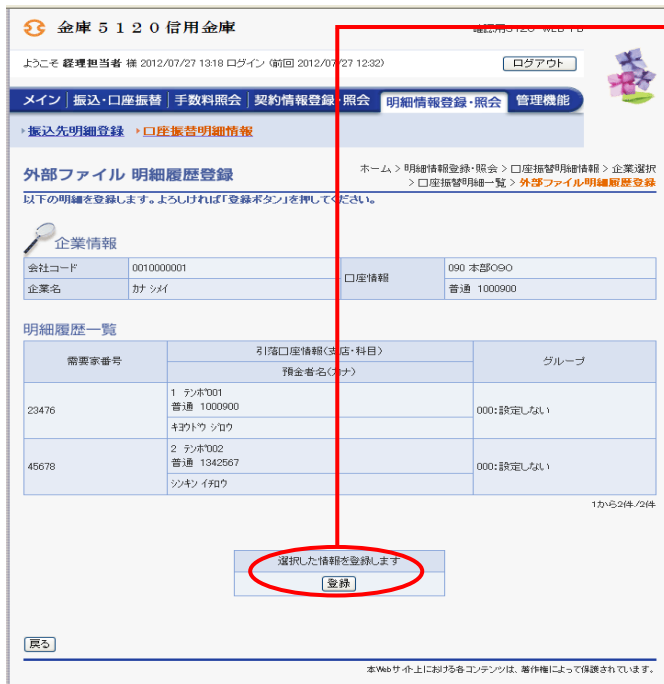 金庫５１２０信用金庫
ようこそ 経理担当者 様 2012/07/27 13:18 ログイン (前回 2012/07/27 12:32)
ログアウト
メイン
振込・口座振替
手数料照会
契約情報登録・照会
明細情報登録・照会
管理機能
振込先明細登録
口座振替明細情報
外部ファイル 明細履歴登録
ホーム > 明細情報登録・照会 > 口座振替明細情報 > 企業選択
> 口座振替明細一覧 > 外部ファイル明細履歴登録
以下の明細を登録します。よろしければ「登録ボタン」を押してください。
企業情報
会社コード 0010000001 口座情報 090 本部090
企業名 カナ シメイ 普通 1000900
明細履歴一覧
需要家番号 引落口座情報(支店・科目) グループ
預金者名(カナ)
23476
1 テンポ001
普通 1000900
キヨウトウ ジロウ
000:設定しない
45678
2 テンポ002
普通 1342567
シンキン イチロウ
000:設定しない
1から2件/2件
選択した情報を登録します
登録
戻る
本Webサイト上における各コンテンツは、著作権によって保護されています。